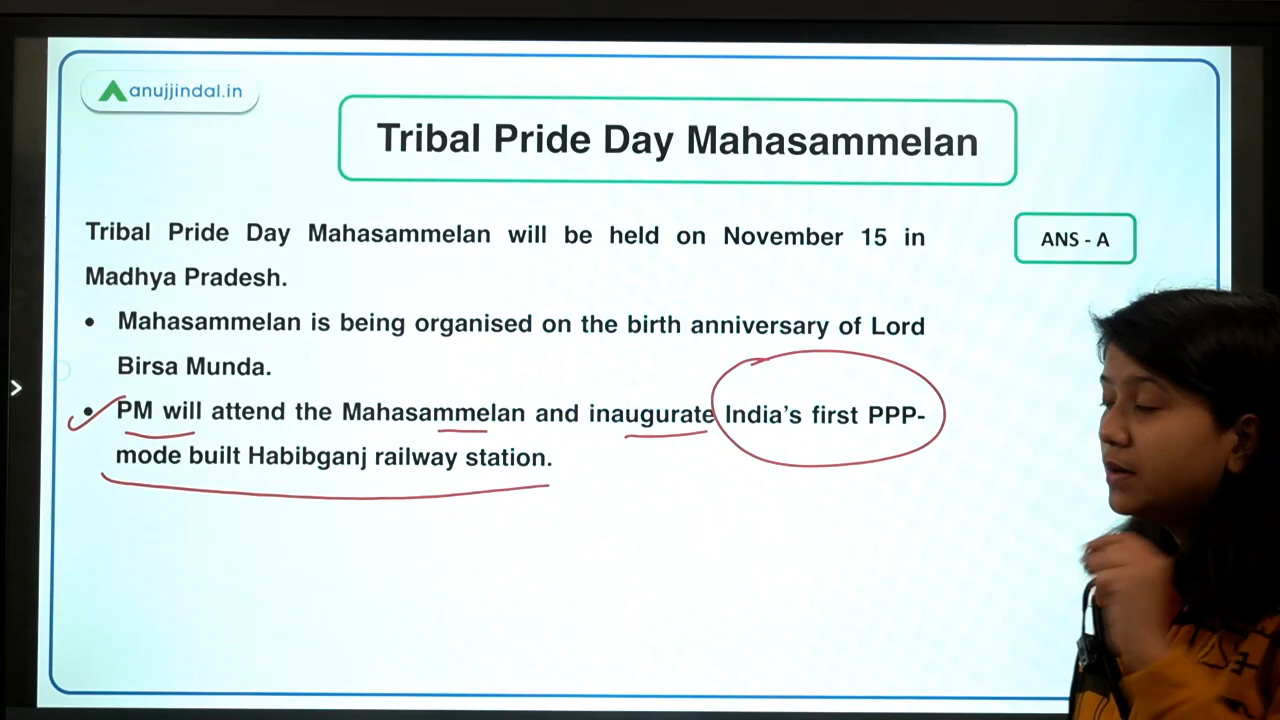 anujjindal.in
Tribal Pride Day Mahasammelan
Tribal Pride Day Mahasammelan will be held on November 15 in
Madhya Pradesh.
ANS - A
• Mahasammelan is being organised on the birth anniversary of Lord
Birsa Munda.
• PM will attend the Mahasammelan and inaugurate India's first PPP-
mode built Habibganj railway station.